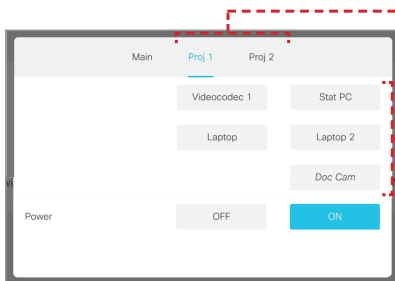 Main Proj 1 Proj 2
Videocodec 1 Stat PC
Laptop Laptop 2
Doc Cam
Power OFF ON